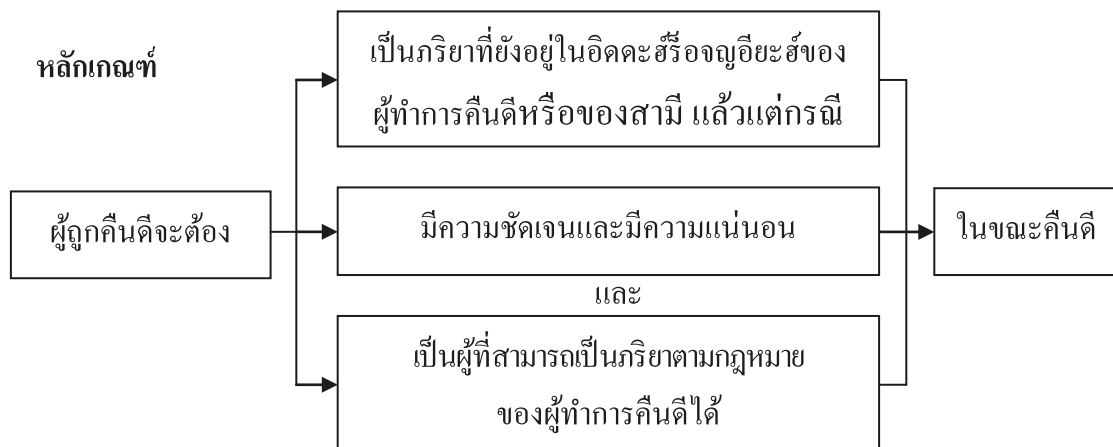 หลักเกณฑ์
ผู้ถูกคืนดีจะต้อง
เป็นภริยาที่ยังอยู่ในอิดดะฮ์ร็อจญอียะฮ์ของ
ผู้ทำการคืนดีหรือของสามี แล้วแต่กรณี
มีความชัดเจนและมีความแน่นอน
และ
เป็นผู้ที่สามารถเป็นภริยาตามกฎหมาย
ของผู้ทำการคืนดีได้
ในขณะคืนดี